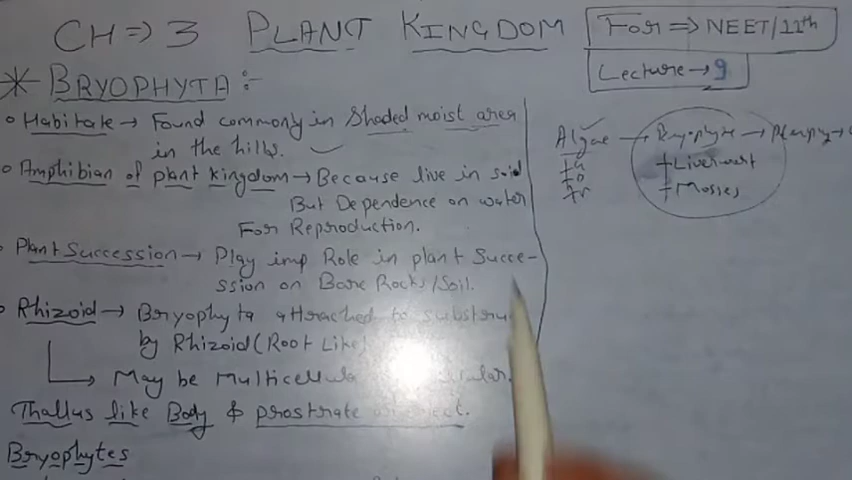 CH => 3 PLANT KINGDOM
For => NEET/11th
Lecture → 9
* BRYOPHYTA :-
• Habitate → Found commonly in Shaded moist area
in the hills.
• Amphibian of plant kingdom → Because live in soil
But Dependence on water
For Reproduction.
• Plant Succession → Play imp Role in plant Succe-
ssion on Bare Rocks/Soil.
• Rhizoid → Bryophyta attached to
by Rhizoid (Root Like)
→ May be
Thallus like Body & prostrate
Bryophytes
Algae → Bryophyte →
Liverwort
Mosses